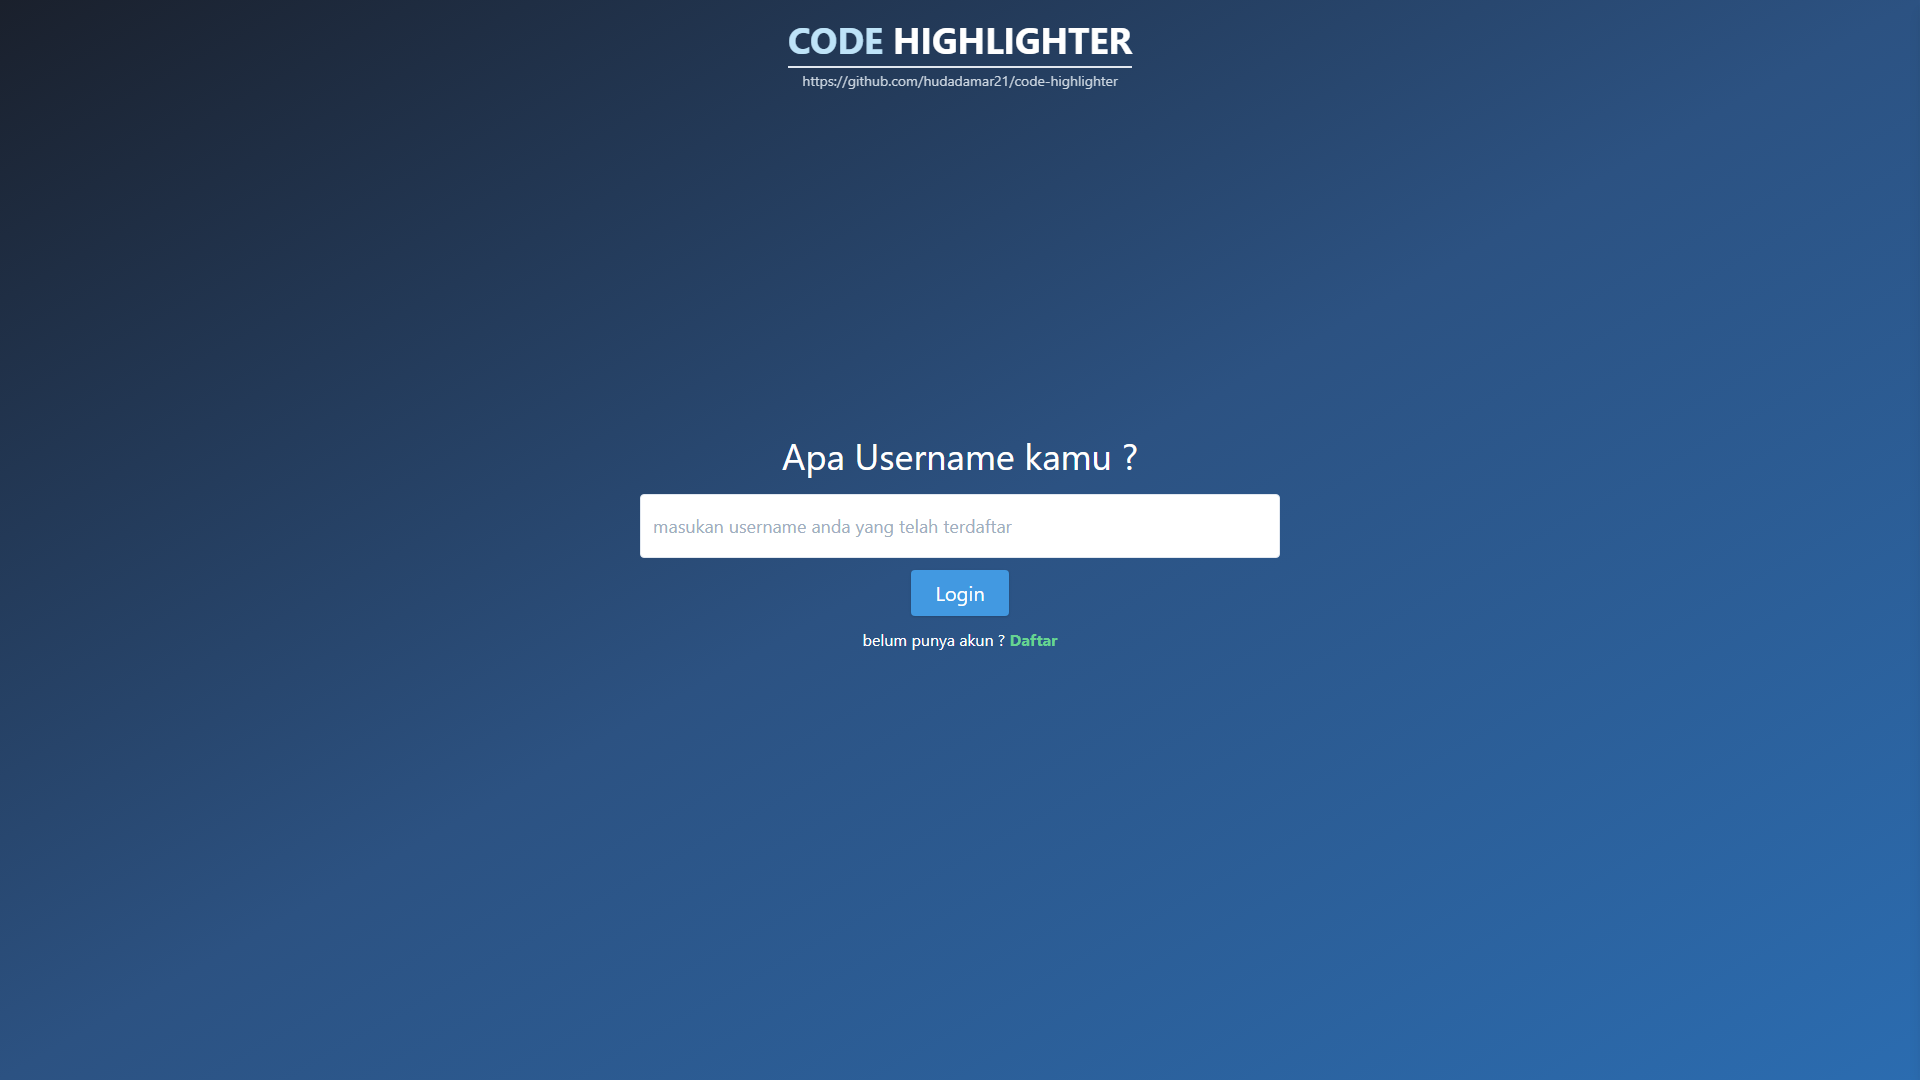 CODE HIGHLIGHTER
https://github.com/hudadamar21/code-highlighter
Apa Username kamu ?
masukan username anda yang telah terdaftar
Login
belum punya akun ? Daftar